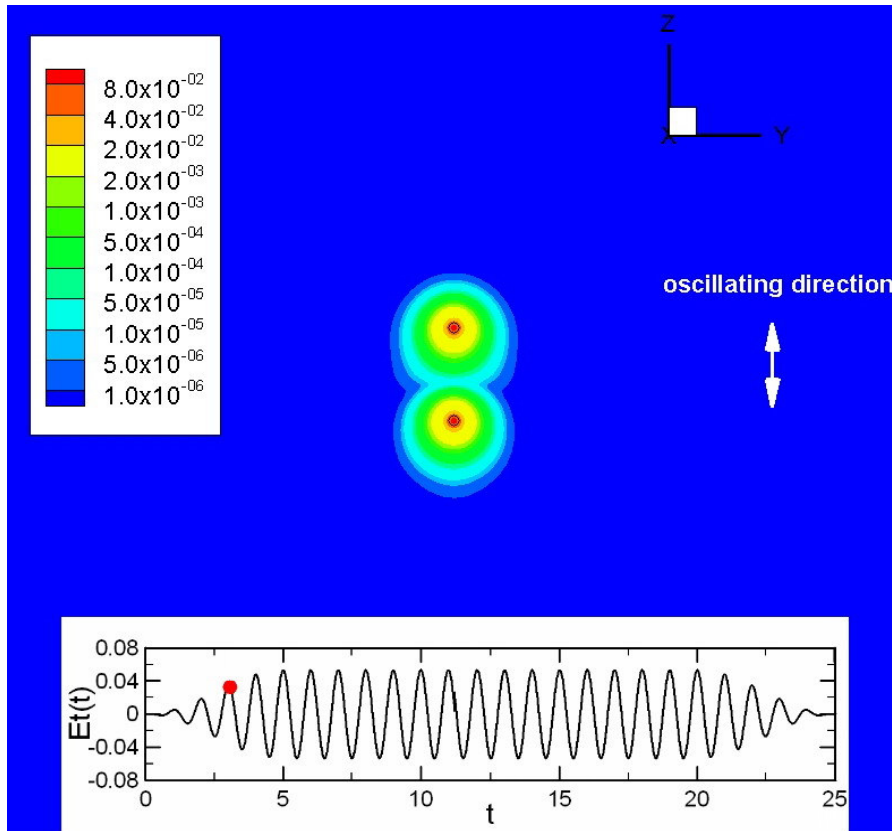 Z
X
Y
8.0x10⁻⁰²
4.0x10⁻⁰²
2.0x10⁻⁰²
2.0x10⁻⁰³
1.0x10⁻⁰³
5.0x10⁻⁰⁴
1.0x10⁻⁰⁴
5.0x10⁻⁰⁵
1.0x10⁻⁰⁵
5.0x10⁻⁰⁶
1.0x10⁻⁰⁶
oscillating direction
Et(t)
0.08
0.04
0
-0.04
-0.08
0 5 10 15 20 25
t